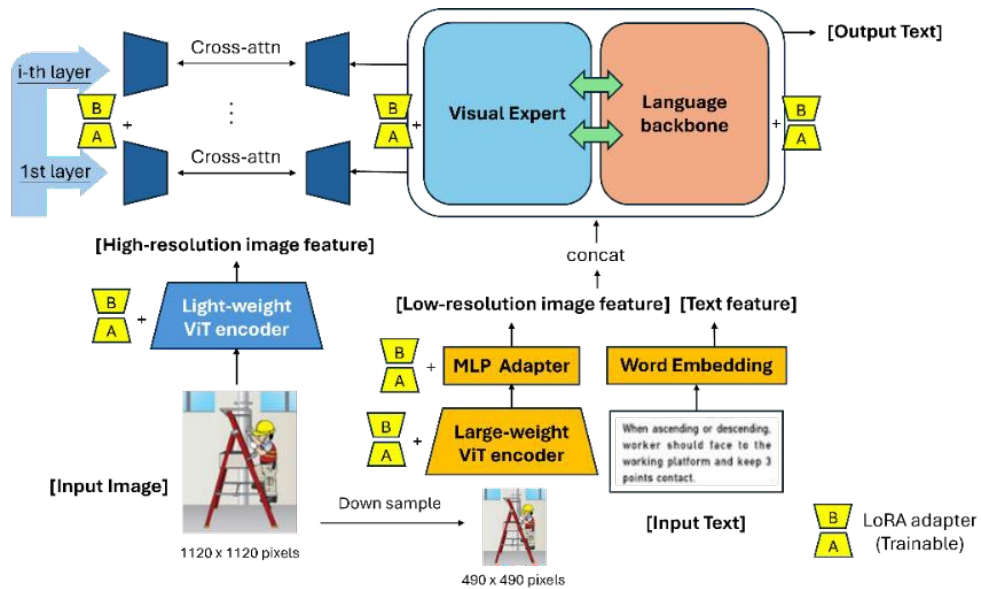 Cross-attn
[Output Text]
i-th layer
B
A
+
⋮
B
A
+
Visual Expert
Language
backbone
+
B
A
1st layer
Cross-attn
[High-resolution image feature]
concat
B
A
+
Light-weight
ViT encoder
[Low-resolution image feature]
[Text feature]
B
A
+
MLP Adapter
Word Embedding
B
A
+
Large-weight
ViT encoder
When ascending or descending,
worker should face to the
working platform and keep 3
points contact.
[Input Image]
Down sample
[Input Text]
B
A
LoRA adapter
(Trainable)
1120 x 1120 pixels
490 x 490 pixels